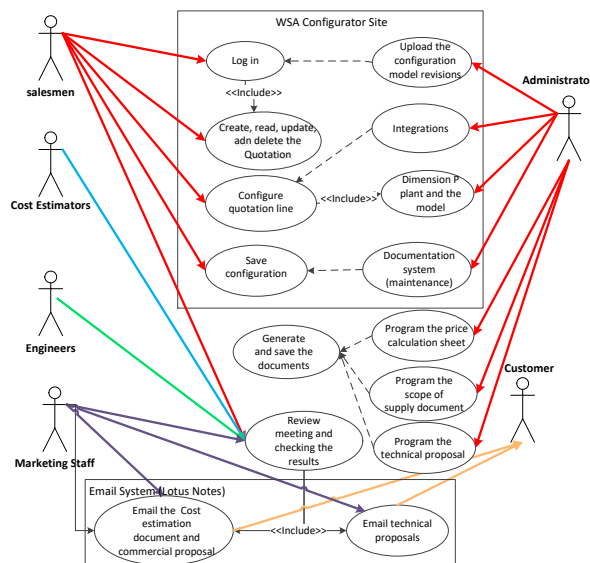 WSA Configurator Site
Log in
Upload the
configuration
model revisions
salesmen
Administrato
<<Include>>
Create, read, update,
adn delete the
Quotation
Integrations
Cost Estimators
Configure
quotation line
<<Include>>
Dimension P
plant and the
model
Save
configuration
Documentation
system
(maintenance)
Engineers
Generate
and save the
documents
Program the price
calculation sheet
Customer
Program the
scope of
supply document
Marketing Staff
Review
meeting and
checking the
results
Program the
technical proposal
Email System (Lotus Notes)
Email the Cost
estimation
document and
commercial proposal
<<Include>>
Email technical
proposals